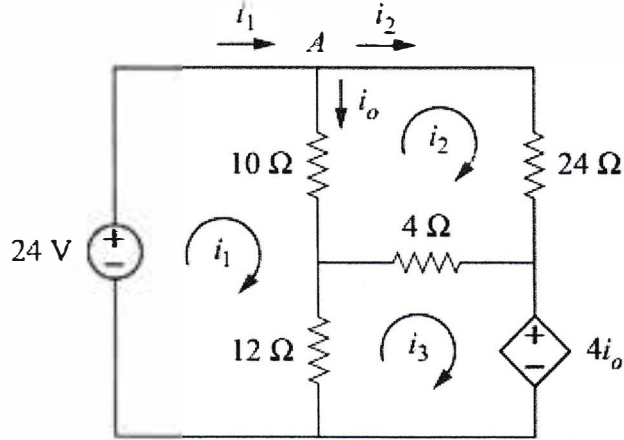 i₁ A i₂
iₒ
i₂
10 Ω 24 Ω
4 Ω
24 V + − i₁
12 Ω i₃ + − 4iₒ